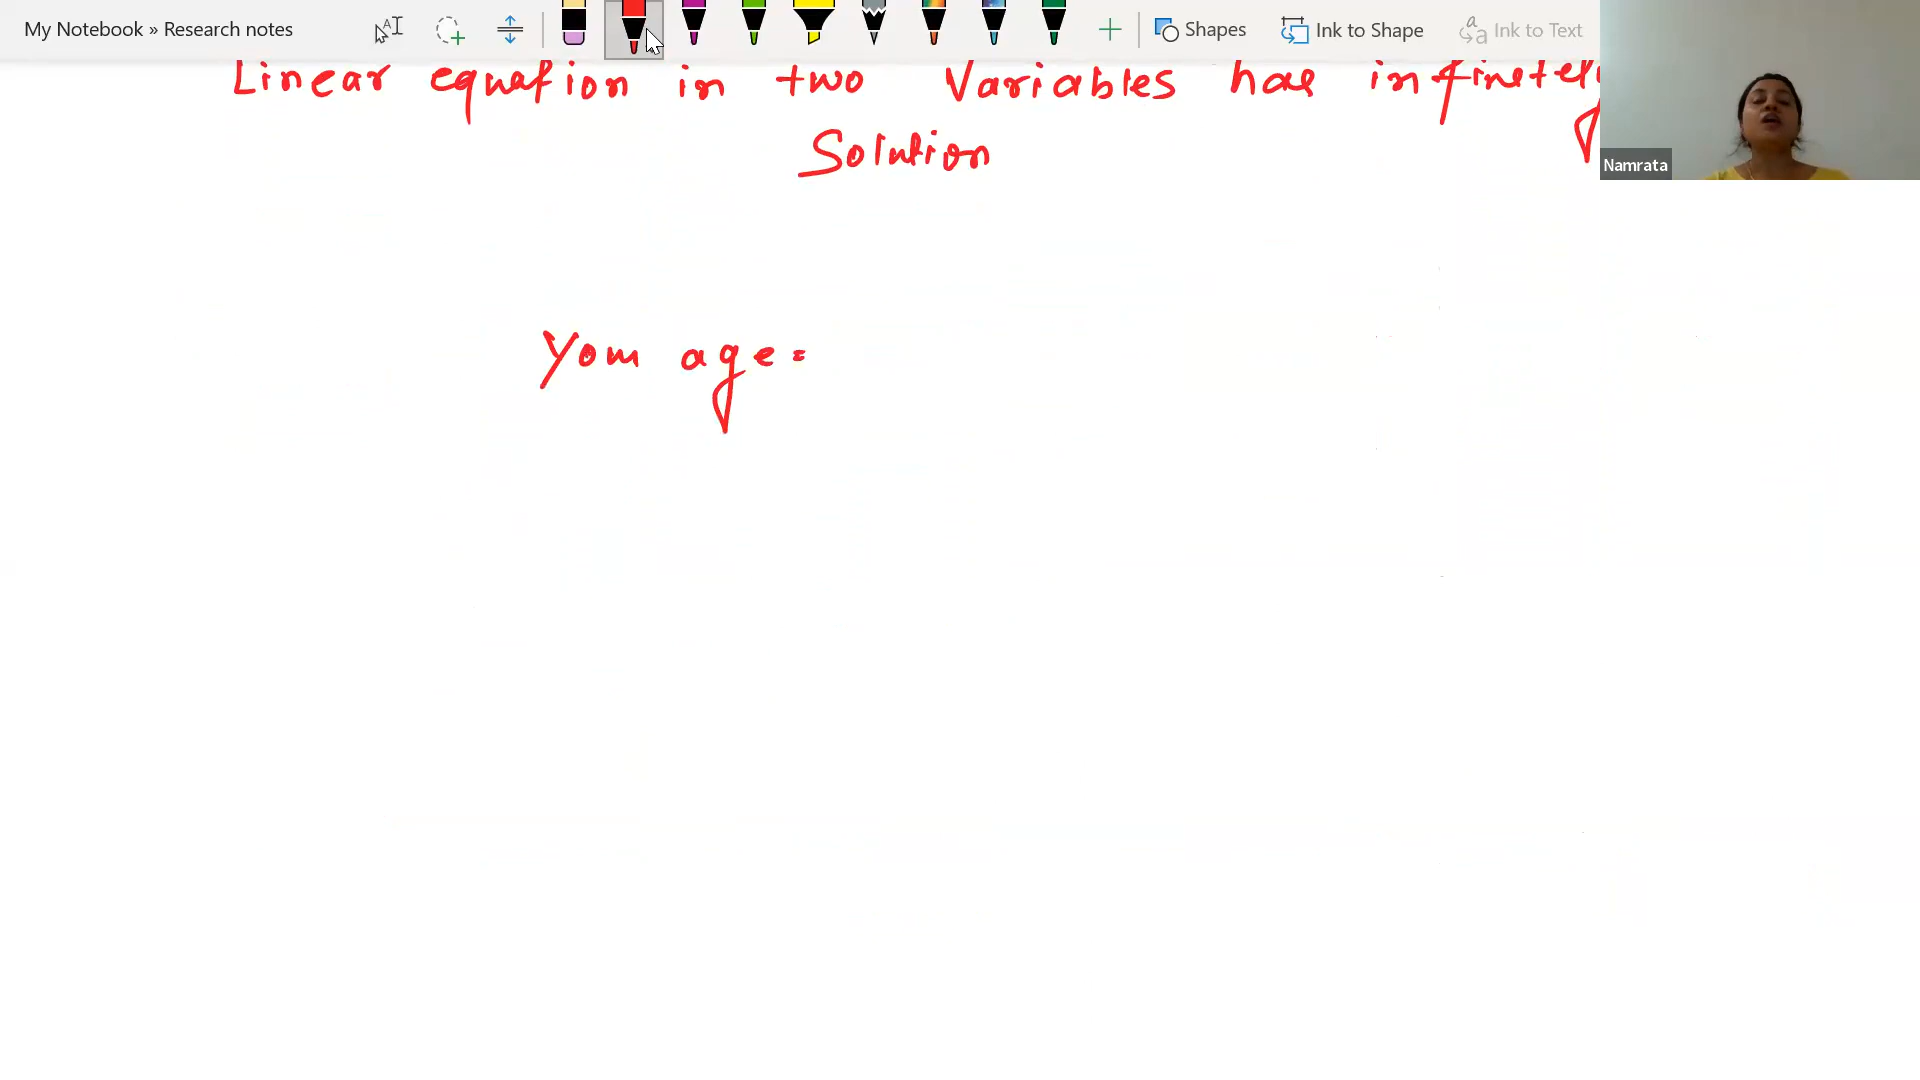 My Notebook » Research notes
Shapes
Ink to Shape
Ink to Text
Linear equation in two Variables has infinitely
Solution
Namrata
Your age=